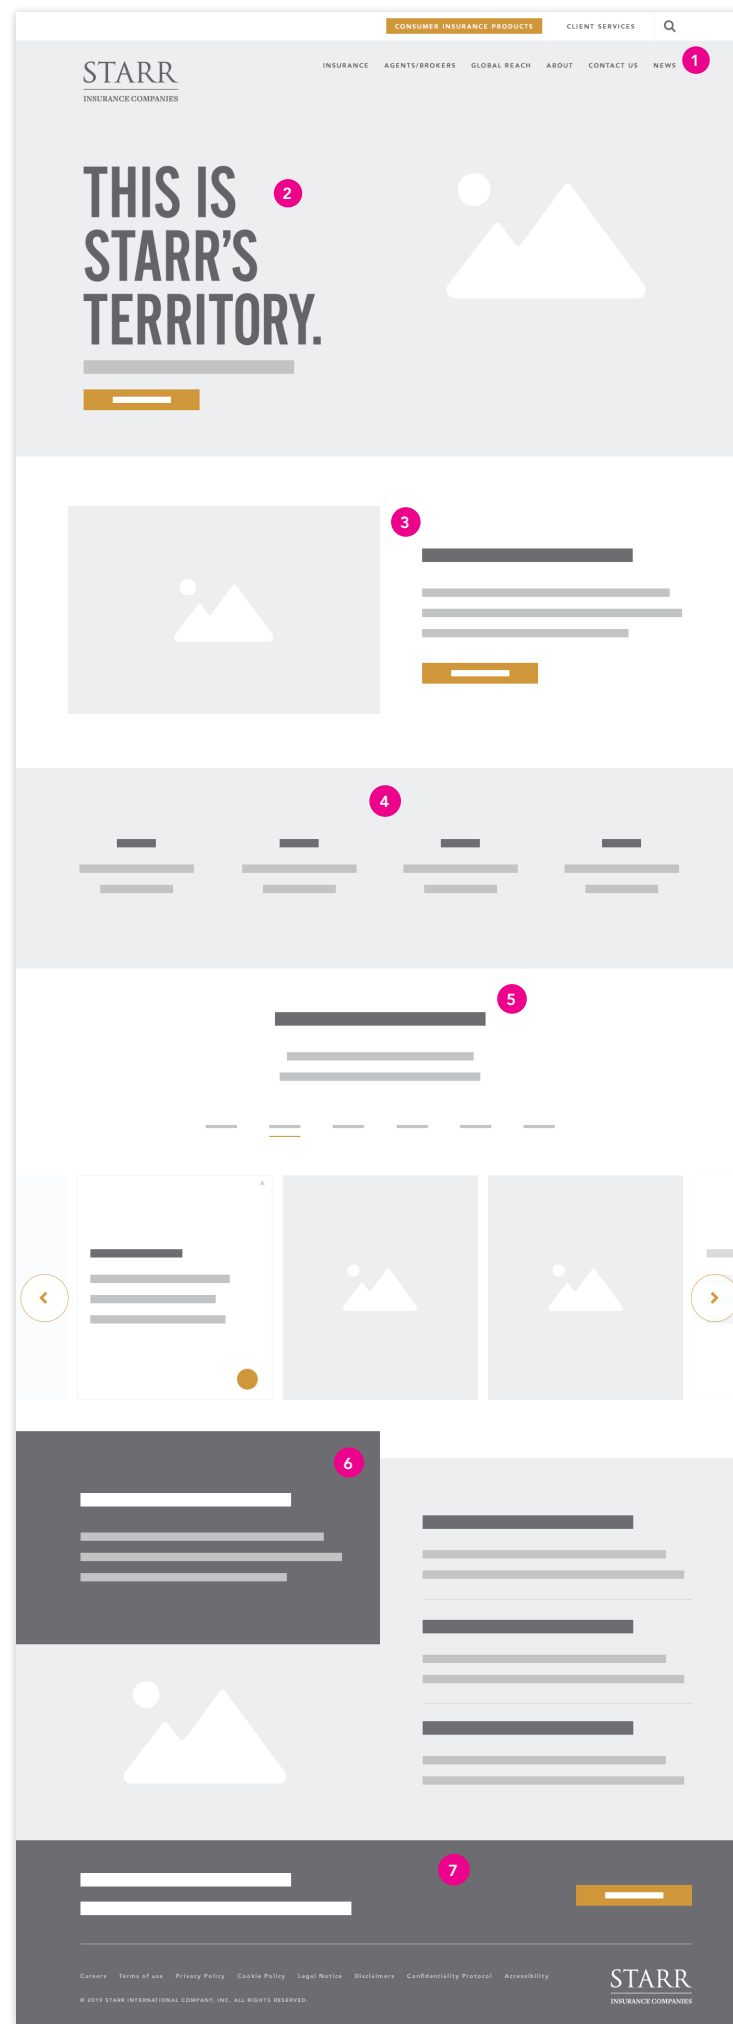 CONSUMER INSURANCE PRODUCTS CLIENT SERVICES
STARR
INSURANCE COMPANIES
INSURANCE AGENTS/BROKERS GLOBAL REACH ABOUT CONTACT US NEWS
1
THIS IS
2
STARR’S
TERRITORY.
3
4
5
A
6
7
Careers Terms of use Privacy Policy Cookie Policy Legal Notice Disclaimers Confidentiality Protocol Accessibility
STARR
INSURANCE COMPANIES
© 2019 STARR INTERNATIONAL COMPANY, INC. ALL RIGHTS RESERVED.